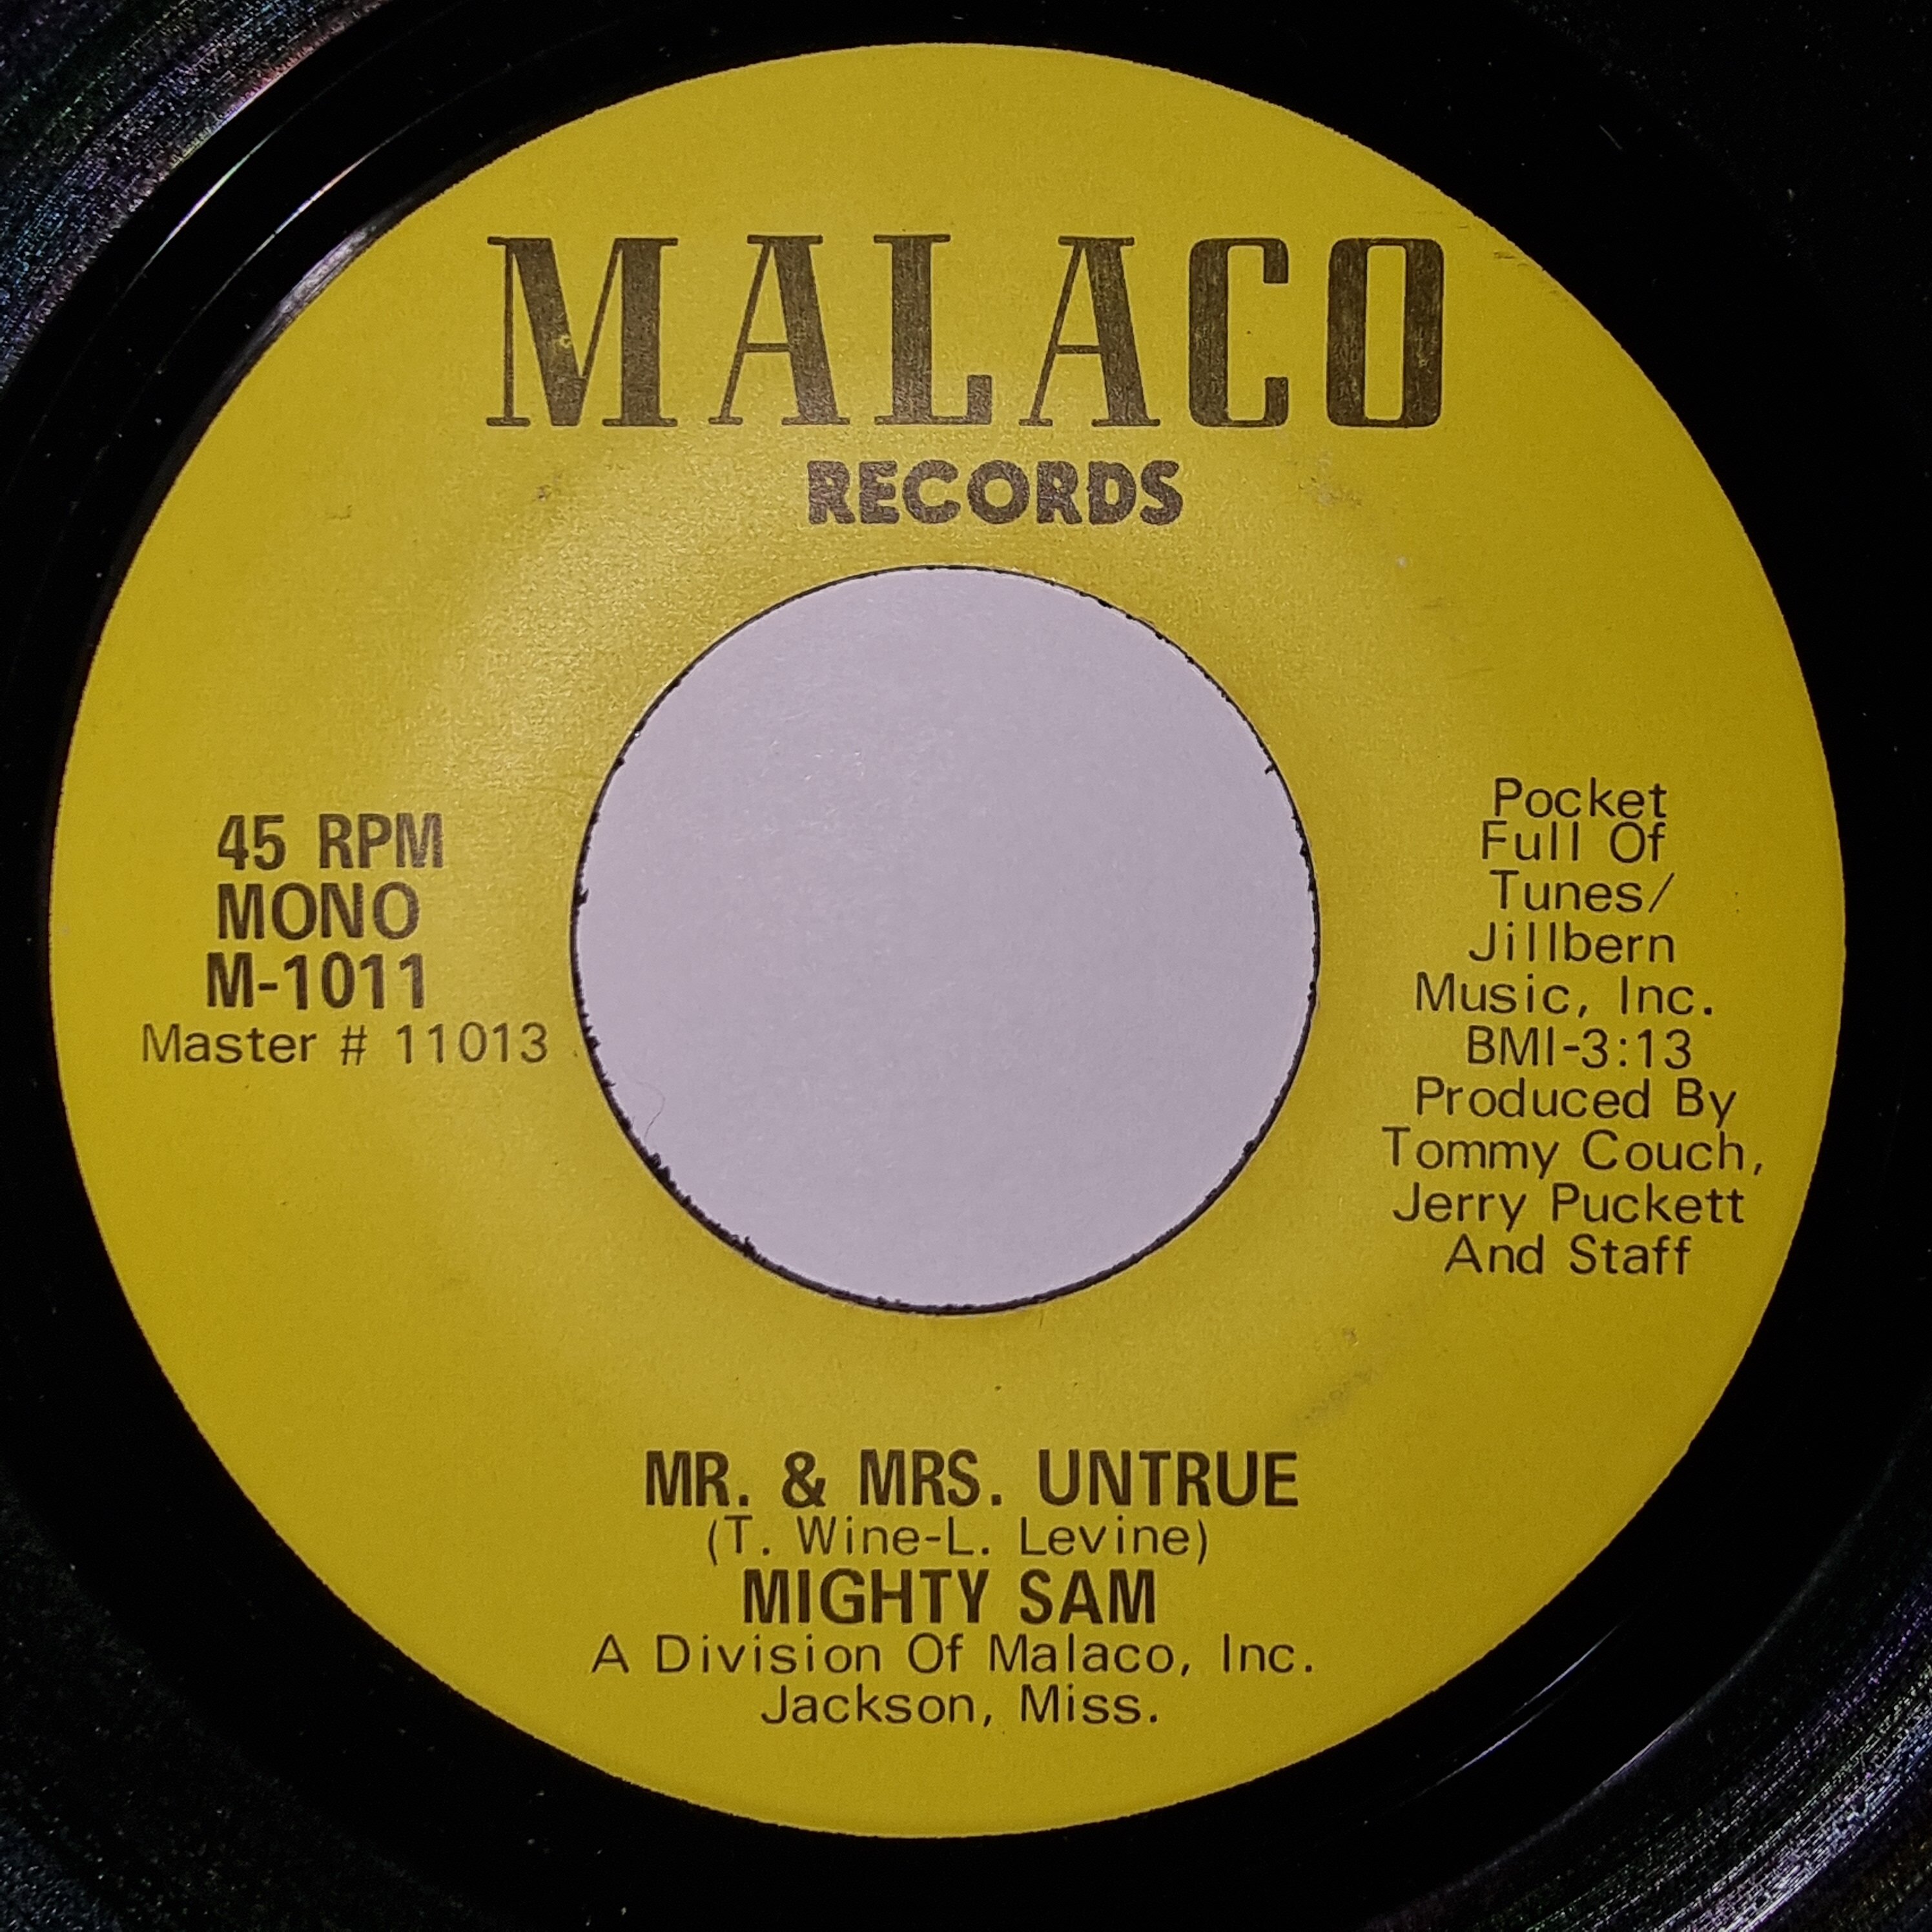 MALACO
RECORDS
45 RPM
MONO
M-1011
Master # 11013
Pocket
Full Of
Tunes/
Jillbern
Music, Inc.
BMI-3:13
Produced By
Tommy Couch,
Jerry Puckett
And Staff
MR. & MRS. UNTRUE
(T. Wine-L. Levine)
MIGHTY SAM
A Division Of Malaco, Inc.
Jackson, Miss.